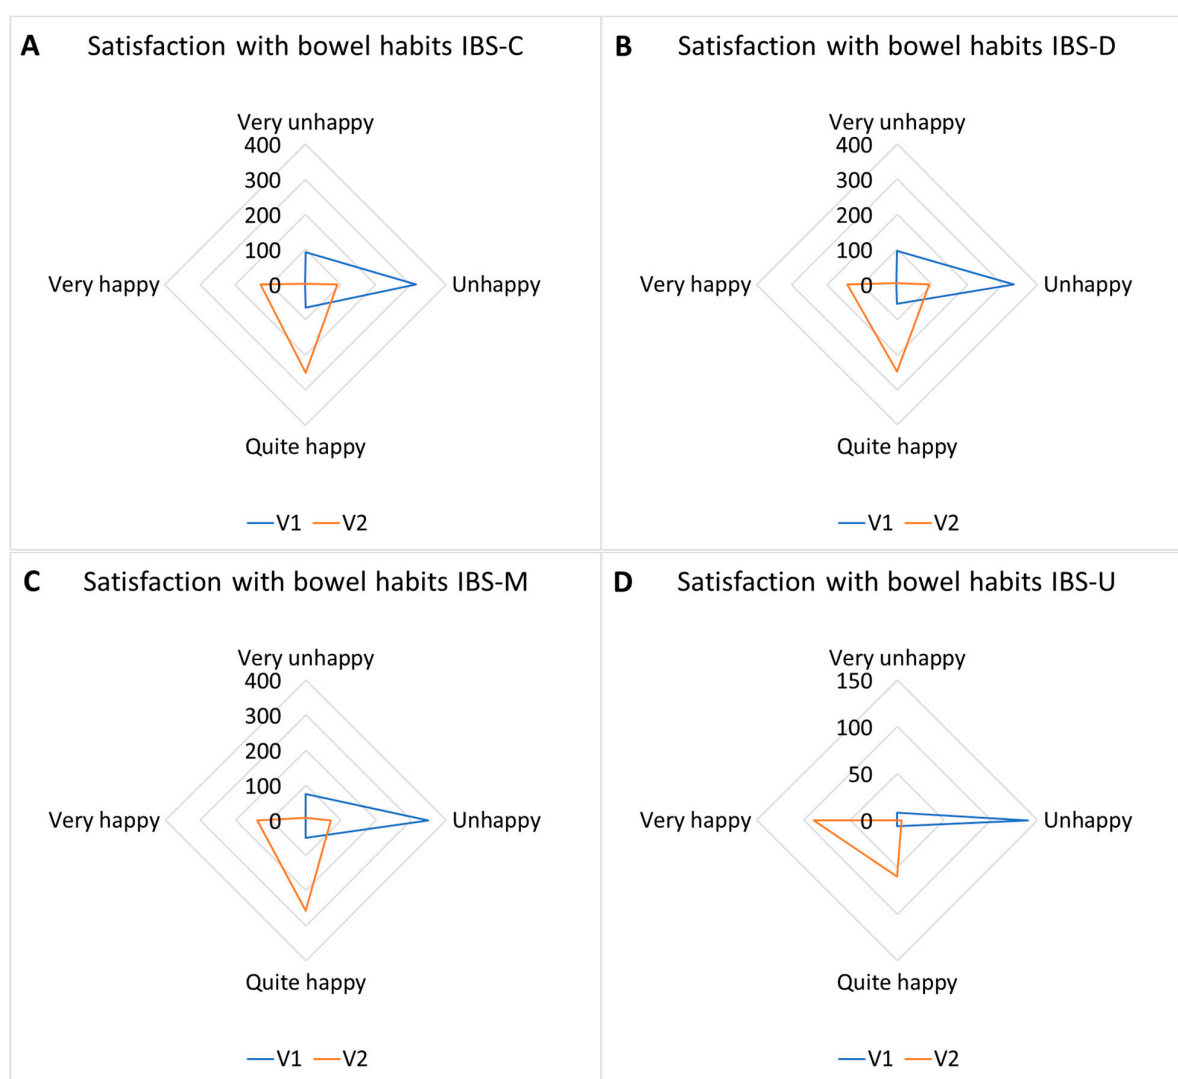 A Satisfaction with bowel habits IBS-C
Very unhappy
400
300
200
100
0
Very happy
Unhappy
Quite happy
V1 V2
B Satisfaction with bowel habits IBS-D
Very unhappy
400
300
200
100
0
Very happy
Unhappy
Quite happy
V1 V2
C Satisfaction with bowel habits IBS-M
Very unhappy
400
300
200
100
0
Very happy
Unhappy
Quite happy
V1 V2
D Satisfaction with bowel habits IBS-U
Very unhappy
150
100
50
0
Very happy
Unhappy
Quite happy
V1 V2